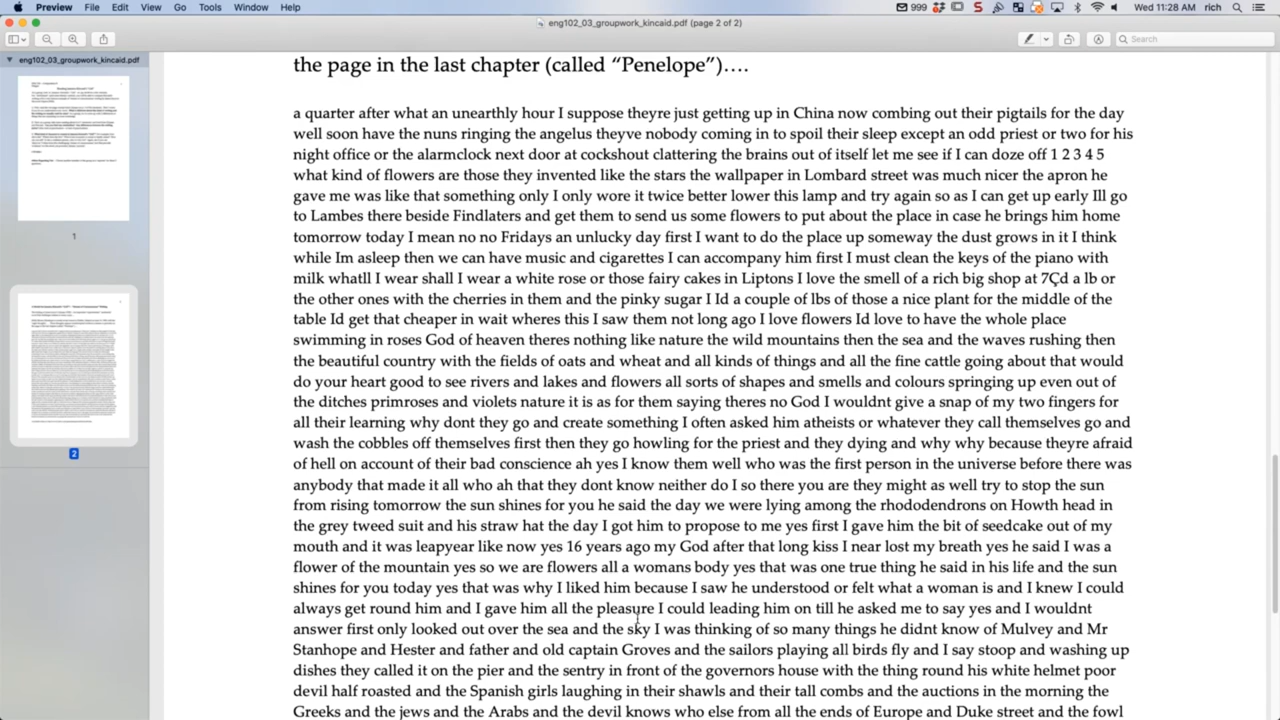 Preview File Edit View Go Tools Window Help 999 Wed 11:28 AM rich
eng102_03_groupwork_kincaid.pdf (page 2 of 2)
Search
eng102_03_groupwork_kincaid.pdf
1
2
the page in the last chapter (called “Penelope”)…
a quarter after what an unearthly hour I suppose theyre just getting up in China now combing out their pigtails for the day
well soon have the nuns ringing the angelus theyve nobody coming in to spoil their sleep except an odd priest or two for his
night office or the alarmclock next door at cockshout clattering the brains out of itself let me see if I can doze off 1 2 3 4 5
what kind of flowers are those they invented like the stars the wallpaper in Lombard street was much nicer the apron he
gave me was like that something only I only wore it twice better lower this lamp and try again so as I can get up early Ill go
to Lambes there beside Findlaters and get them to send us some flowers to put about the place in case he brings him home
tomorrow today I mean no no Fridays an unlucky day first I want to do the place up someway the dust grows in it I think
while Im asleep then we can have music and cigarettes I can accompany him first I must clean the keys of the piano with
milk whatll I wear shall I wear a white rose or those fairy cakes in Liptons I love the smell of a rich big shop at 7Çd a lb or
the other ones with the cherries in them and the pinky sugar I Id a couple of lbs of those a nice plant for the middle of the
table Id get that cheaper in wait wheres this I saw them not long ago I love flowers Id love to have the whole place
swimming in roses God of heaven theres nothing like nature the wild mountains then the sea and the waves rushing then
the beautiful country with the fields of oats and wheat and all kinds of things and all the fine cattle going about that would
do your heart good to see rivers and lakes and flowers all sorts of shapes and smells and colours springing up even out of
the ditches primroses and violets nature it is as for them saying theres no God I wouldnt give a snap of my two fingers for
all their learning why dont they go and create something I often asked him atheists or whatever they call themselves go and
wash the cobbles off themselves first then they go howling for the priest and they dying and why why because theyre afraid
of hell on account of their bad conscience ah yes I know them well who was the first person in the universe before there was
anybody that made it all who ah that they dont know neither do I so there you are they might as well try to stop the sun
from rising tomorrow the sun shines for you he said the day we were lying among the rhododendrons on Howth head in
the grey tweed suit and his straw hat the day I got him to propose to me yes first I gave him the bit of seedcake out of my
mouth and it was leapyear like now yes 16 years ago my God after that long kiss I near lost my breath yes he said I was a
flower of the mountain yes so we are flowers all a womans body yes that was one true thing he said in his life and the sun
shines for you today yes that was why I liked him because I saw he understood or felt what a woman is and I knew I could
always get round him and I gave him all the pleasure I could leading him on till he asked me to say yes and I wouldnt
answer first only looked out over the sea and the sky I was thinking of so many things he didnt know of Mulvey and Mr
Stanhope and Hester and father and old captain Groves and the sailors playing all birds fly and I say stoop and washing up
dishes they called it on the pier and the sentry in front of the governors house with the thing round his white helmet poor
devil half roasted and the Spanish girls laughing in their shawls and their tall combs and the auctions in the morning the
Greeks and the jews and the Arabs and the devil knows who else from all the ends of Europe and Duke street and the fowl